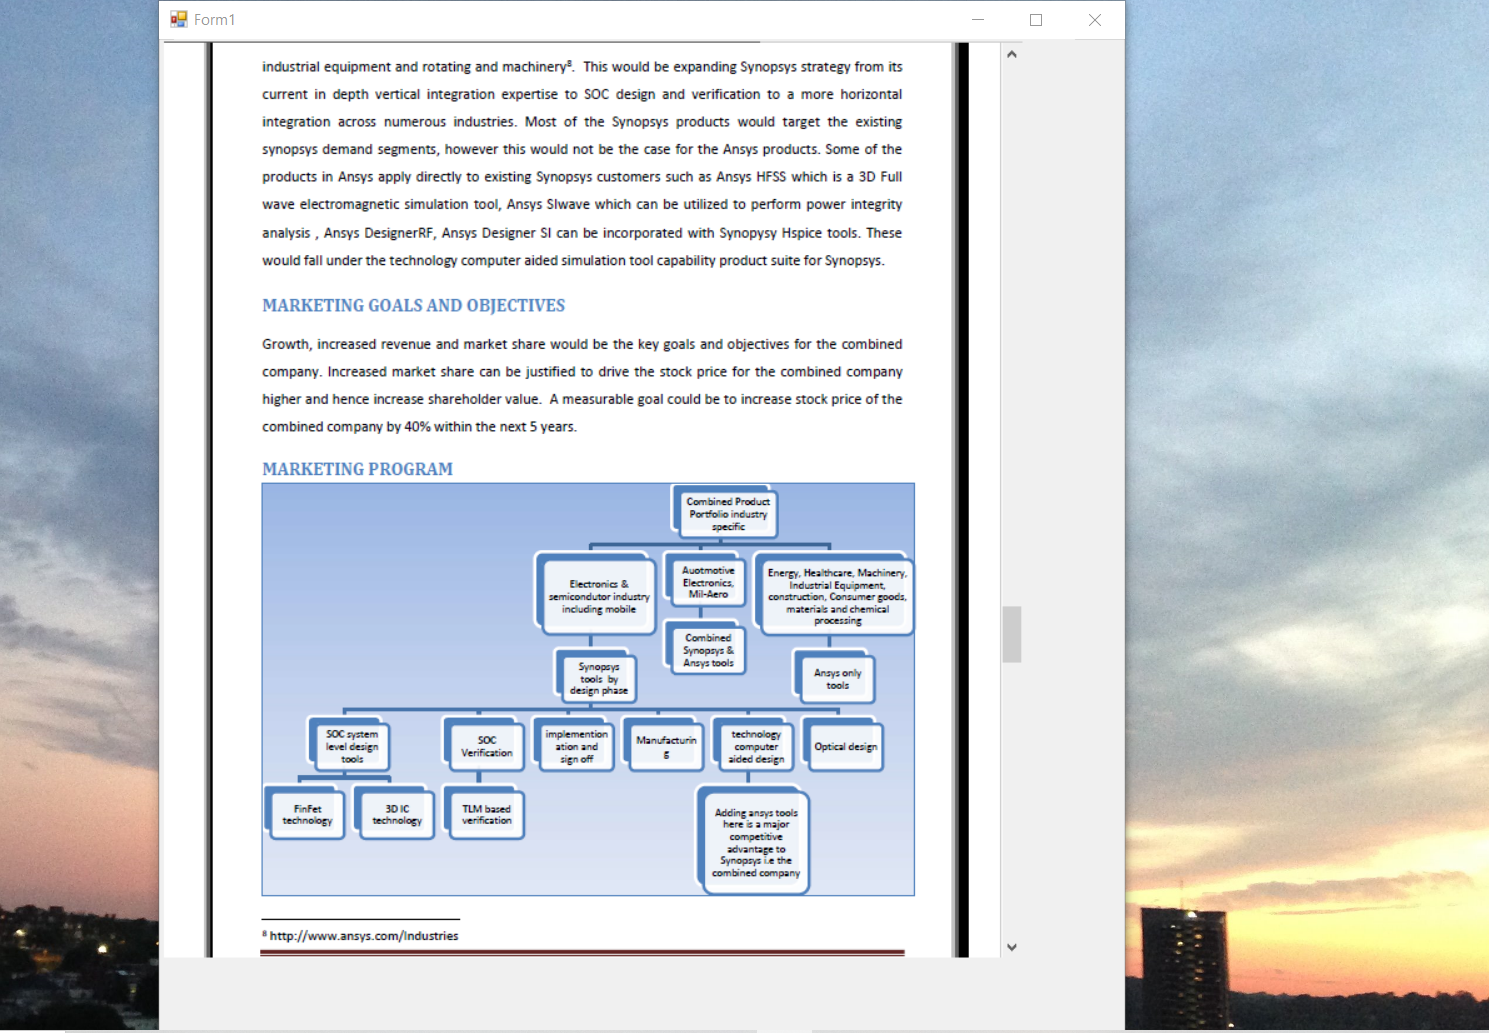 Form1
industrial equipment and rotating and machinery⁸.  This would be expanding Synopsys strategy from its
current in depth vertical integration expertise to SOC design and verification to a more horizontal
integration across numerous industries. Most of the Synopsys products would target the existing
synopsys demand segments, however this would not be the case for the Ansys products. Some of the
products in Ansys apply directly to existing Synopsys customers such as Ansys HFSS which is a 3D Full
wave electromagnetic simulation tool, Ansys SIwave which can be utilized to perform power integrity
analysis , Ansys DesignerRF, Ansys Designer SI can be incorporated with Synopysy Hspice tools. These
would fall under the technology computer aided simulation tool capability product suite for Synopsys.
MARKETING GOALS AND OBJECTIVES
Growth, increased revenue and market share would be the key goals and objectives for the combined
company. Increased market share can be justified to drive the stock price for the combined company
higher and hence increase shareholder value.  A measurable goal could be to increase stock price of the
combined company by 40% within the next 5 years.
MARKETING PROGRAM
Combined Product
Portfolio industry
specific
Electronics &
semicondutor industry
including mobile
Auotmotive
Electronics,
Mil-Aero
Energy, Healthcare, Machinery,
Industrial Equipment,
construction, Consumer goods,
materials and chemical
processing
Combined
Synopsys &
Ansys tools
Synopsys
tools by
design phase
Ansys only
tools
SOC system
level design
tools
SOC
Verification
implemention
ation and
sign off
Manufacturin
g
technology
computer
aided design
Optical design
FinFet
technology
3D IC
technology
TLM based
verification
Adding ansys tools
here is a major
competitive
advantage to
Synopsys i.e the
combined company
⁸ http://www.ansys.com/Industries